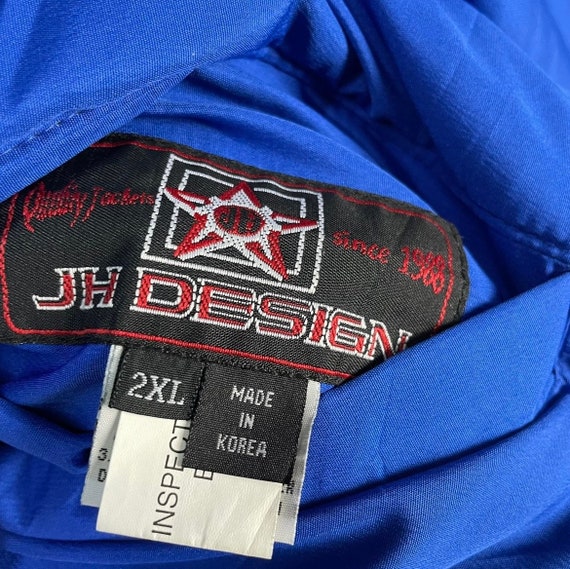 Quality Jackets
since 1988
JH DESIGN
2XL
MADE
IN
KOREA
INSPECT